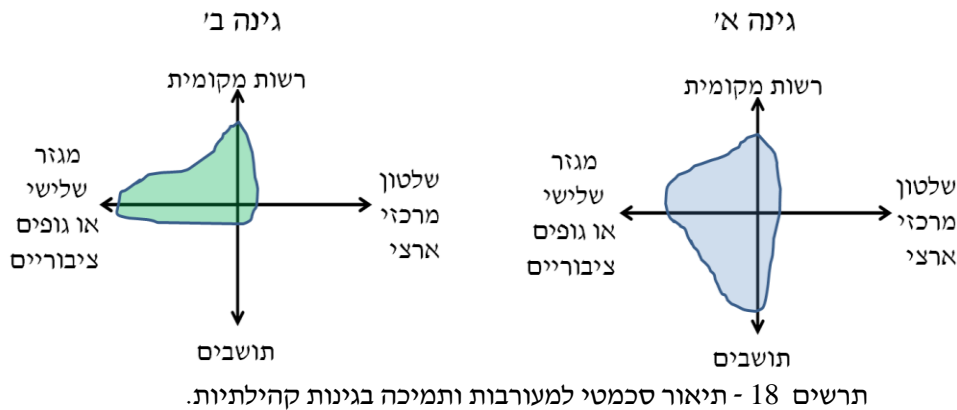 גינה א'
רשות מקומית
שלטון
מרכזי
ארצי
מגזר
שלישי
או גופים
ציבוריים
תושבים
גינה ב'
רשות מקומית
שלטון
מרכזי
ארצי
מגזר
שלישי
או גופים
ציבוריים
תושבים
תרשים 18 - תיאור סכמטי למעורבות ותמיכה בגינות קהילתיות.